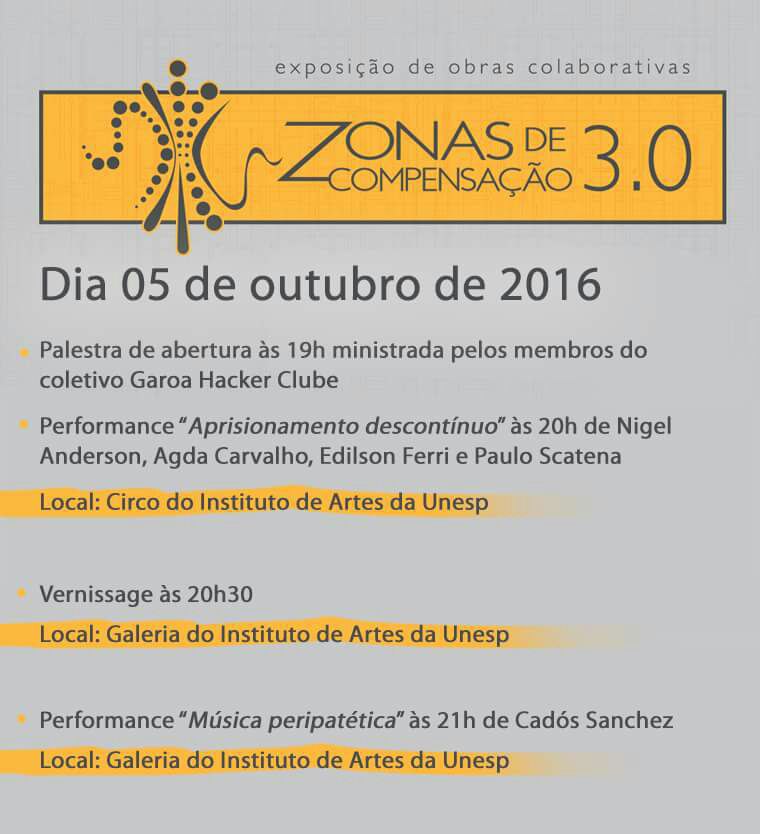 exposição de obras colaborativas
ZONAS DE
COMPENSAÇÃO 3.0
Dia 05 de outubro de 2016
Palestra de abertura às 19h ministrada pelos membros do
coletivo Garoa Hacker Clube
Performance “Aprisionamento descontínuo” às 20h de Nigel
Anderson, Agda Carvalho, Edilson Ferri e Paulo Scatena
Local: Circo do Instituto de Artes da Unesp
Vernissage às 20h30
Local: Galeria do Instituto de Artes da Unesp
Performance “Música peripatética” às 21h de Cadós Sanchez
Local: Galeria do Instituto de Artes da Unesp